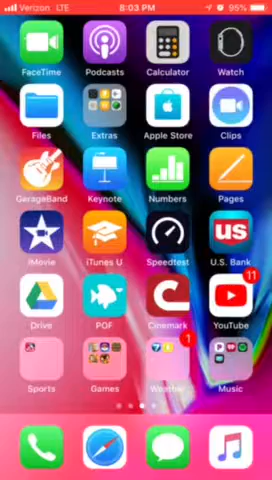 Verizon LTE 8:03 PM 95%
FaceTime Podcasts Calculator Watch
Files Extras Apple Store Clips
GarageBand Keynote Numbers Pages
iMovie iTunes U Speedtest U.S. Bank
us
11
Drive POF Cinemark YouTube
1
Sports Games Weather Music